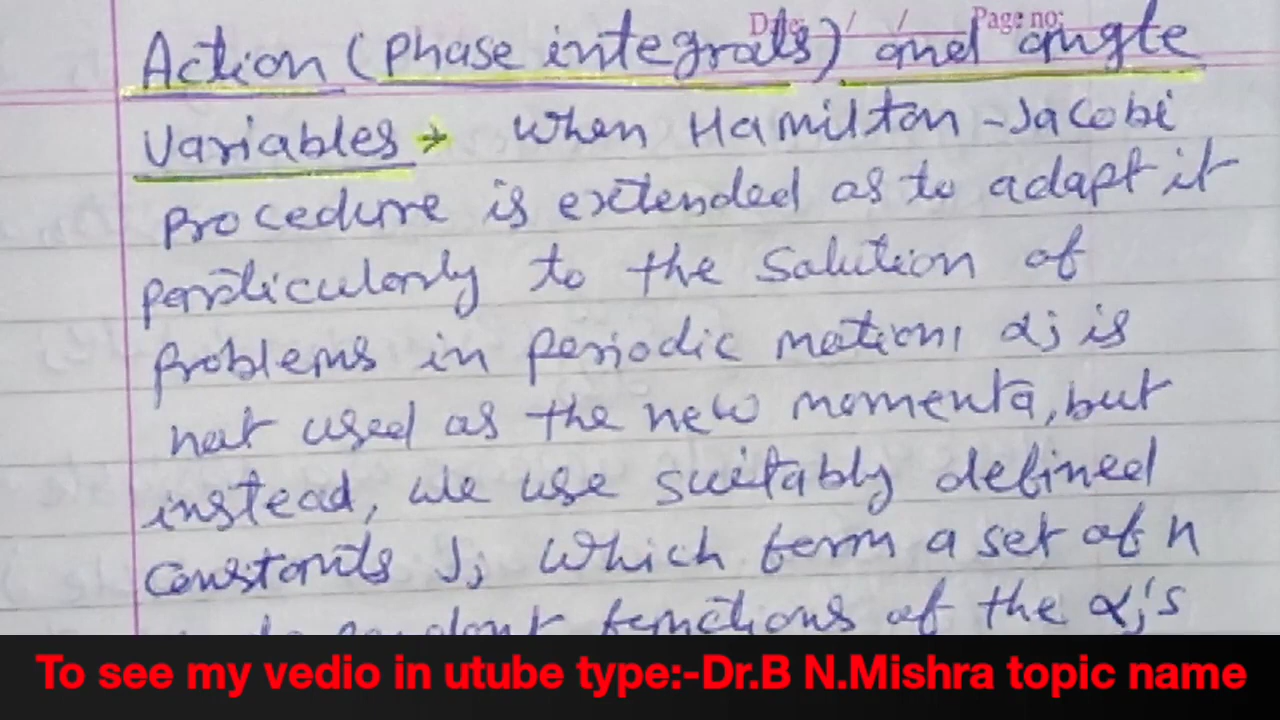 Date: / / Page no:
Action (Phase integrals) and angle
Variables → When Hamilton-Jacobi
Procedure is extended as to adapt it
particularly to the solution of
problems in periodic motion, αj is
not used as the new momenta, but
instead, we use suitably defined
constants Jj which form a set of n
functions of the αj's
To see my vedio in utube type:-Dr.B N.Mishra topic name